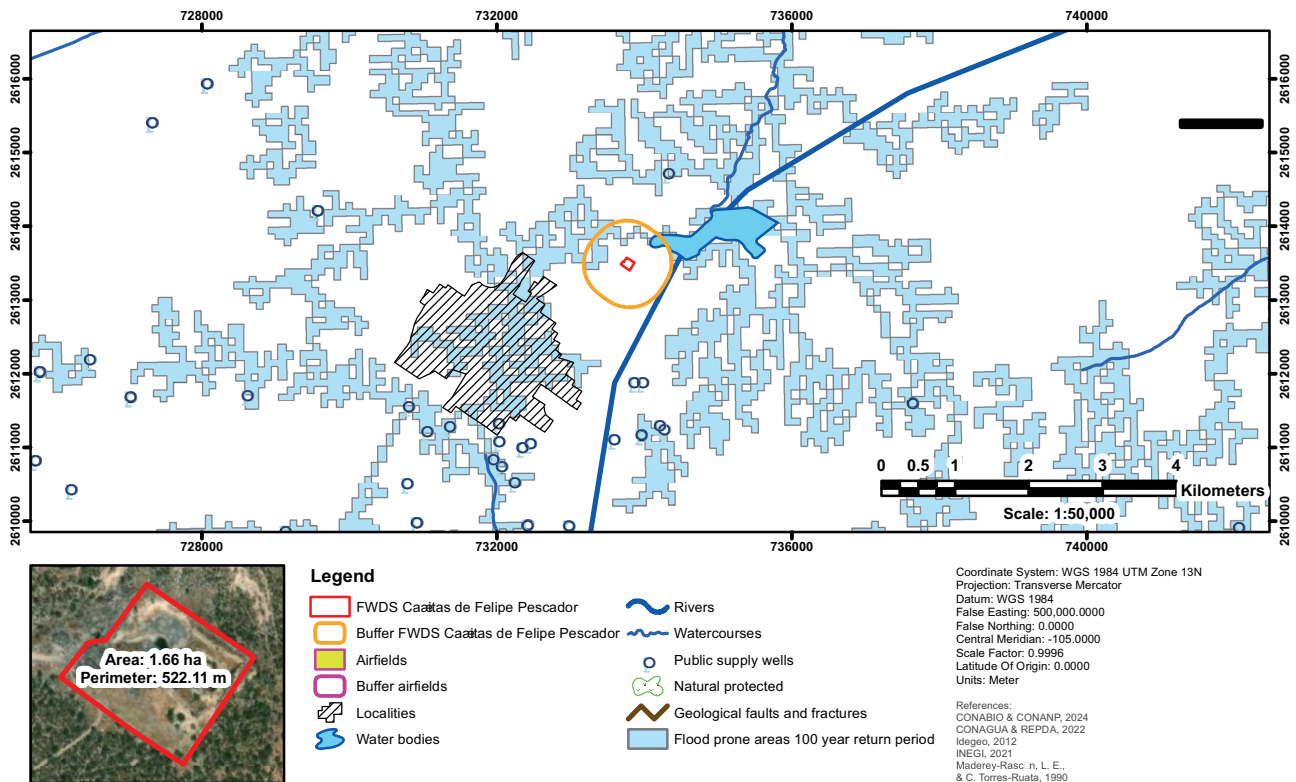 728000 732000 736000 740000
2616000 2616000
2615000 2615000
2614000 2614000
2613000 2613000
2612000 2612000
2611000 2611000
2610000 2610000
0 0.5 1 2 3 4
Kilometers
Scale: 1:50,000
728000 732000 736000 740000
Area: 1.66 ha
Perimeter: 522.11 m
Legend
FWDS Cañitas de Felipe Pescador
Buffer FWDS Cañitas de Felipe Pescador
Airfields
Buffer airfields
Localities
Water bodies
Rivers
Watercourses
Public supply wells
Natural protected
Geological faults and fractures
Flood prone areas 100 year return period
Coordinate System: WGS 1984 UTM Zone 13N
Projection: Transverse Mercator
Datum: WGS 1984
False Easting: 500,000.0000
False Northing: 0.0000
Central Meridian: -105.0000
Scale Factor: 0.9996
Latitude Of Origin: 0.0000
Units: Meter
References:
CONABIO & CONANP, 2024
CONAGUA & REPDA, 2022
Idegeo, 2012
INEGI, 2021
Maderey-Rasc□n, L. E.,
& C. Torres-Ruata, 1990